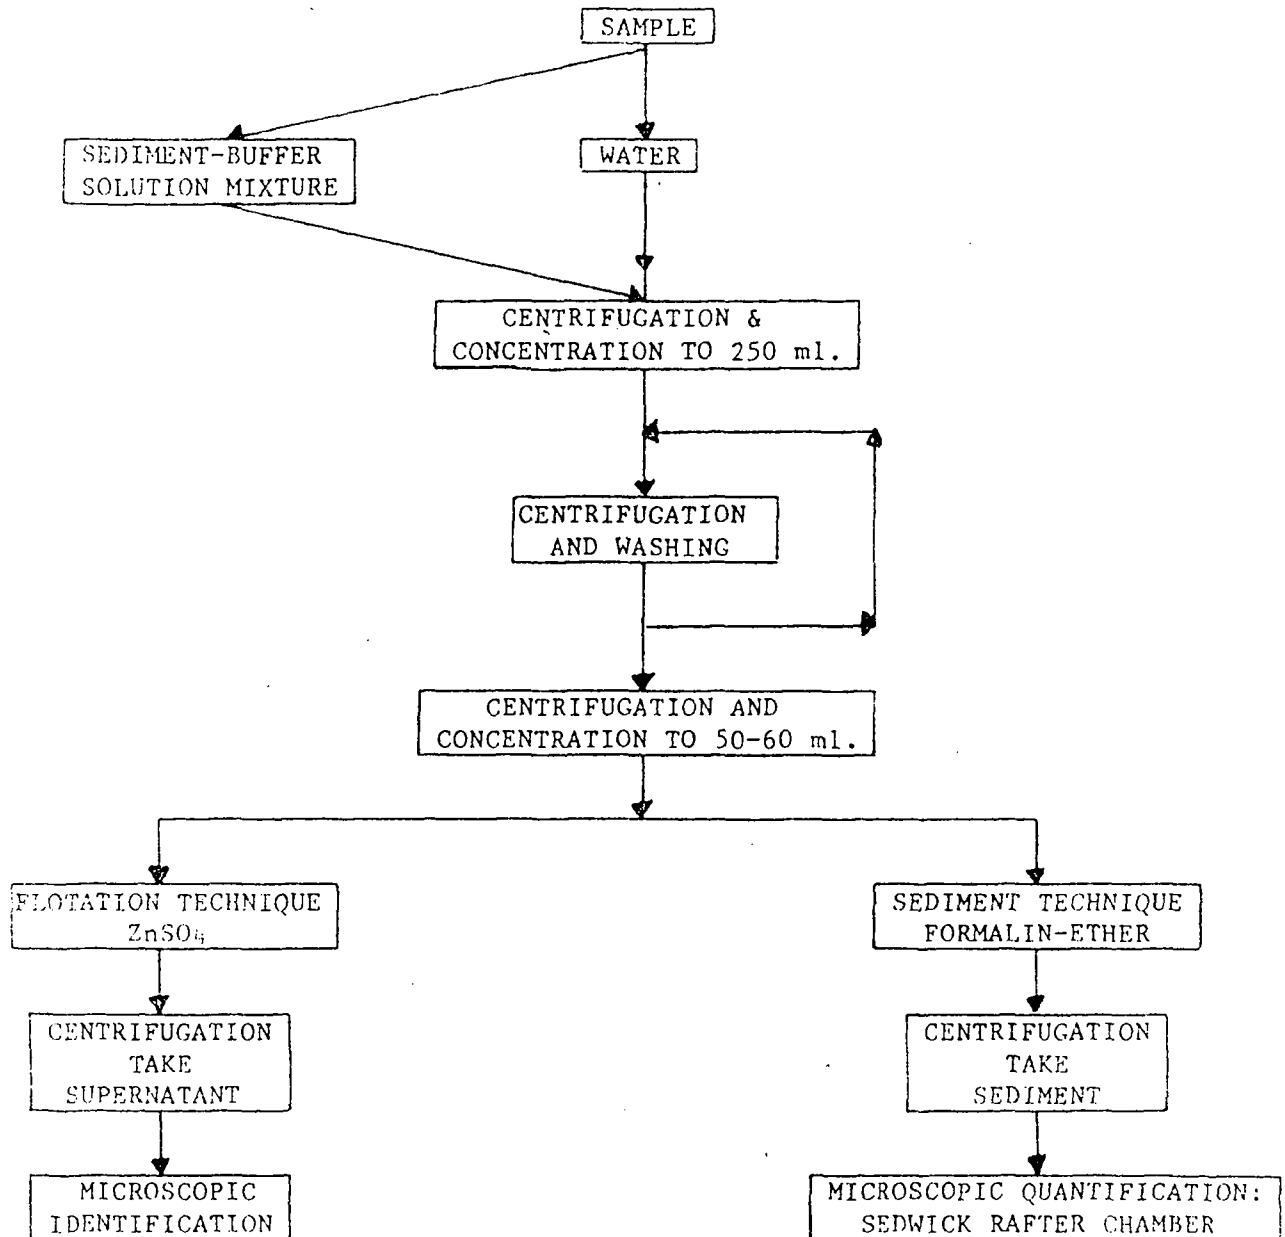 SAMPLE
SEDIMENT-BUFFER
SOLUTION MIXTURE
WATER
CENTRIFUGATION &
CONCENTRATION TO 250 ml.
CENTRIFUGATION
AND WASHING
CENTRIFUGATION AND
CONCENTRATION TO 50-60 ml.
FLOTATION TECHNIQUE
ZnSO₄
SEDIMENT TECHNIQUE
FORMALIN-ETHER
CENTRIFUGATION
TAKE
SUPERNATANT
CENTRIFUGATION
TAKE
SEDIMENT
MICROSCOPIC
IDENTIFICATION
MICROSCOPIC QUANTIFICATION:
SEDWICK RAFTER CHAMBER